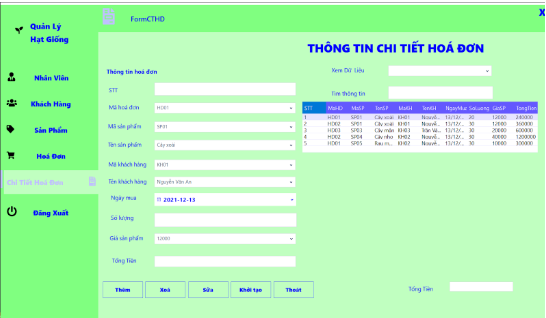 FormCTHD
X
Quản Lý
Hạt Giống
Nhân Viên
Khách Hàng
Sản Phẩm
Hoá Đơn
Chi Tiết Hoá Đơn
Đăng Xuất
THÔNG TIN CHI TIẾT HOÁ ĐƠN
Thông tin hoá đơn
STT
Mã hoá đơn HD01
Mã sản phẩm SP01
Tên sản phẩm Cây xoài
Mã khách hàng KH01
Tên khách hàng Nguyễn Văn An
Ngày mua 2021-12-13
Số lượng
Giá sản phẩm 12000
Tổng Tiền
Xem Dữ Liệu
Tìm thông tin
STT MaHD MaSP TenSP MaKH TenKH NgayMua SoLuong GiaSP TongTien
1 HD01 SP01 Cây xoài KH01 Nguyễ... 13/12/... 20 12000 240000
2 HD02 SP01 Cây xoài KH02 Nguyễ... 13/12/... 30 12000 360000
3 HD03 SP03 Cây mận KH03 Trần Vă... 13/12/... 30 20000 600000
4 HD02 SP04 Cây nho KH02 Nguyễ... 13/12/... 30 40000 1200000
5 HD01 SP05 Rau m... KH02 Nguyễ... 13/12/... 30 10000 300000
Thêm Xoá Sửa Khởi tạo Thoát
Tổng Tiền